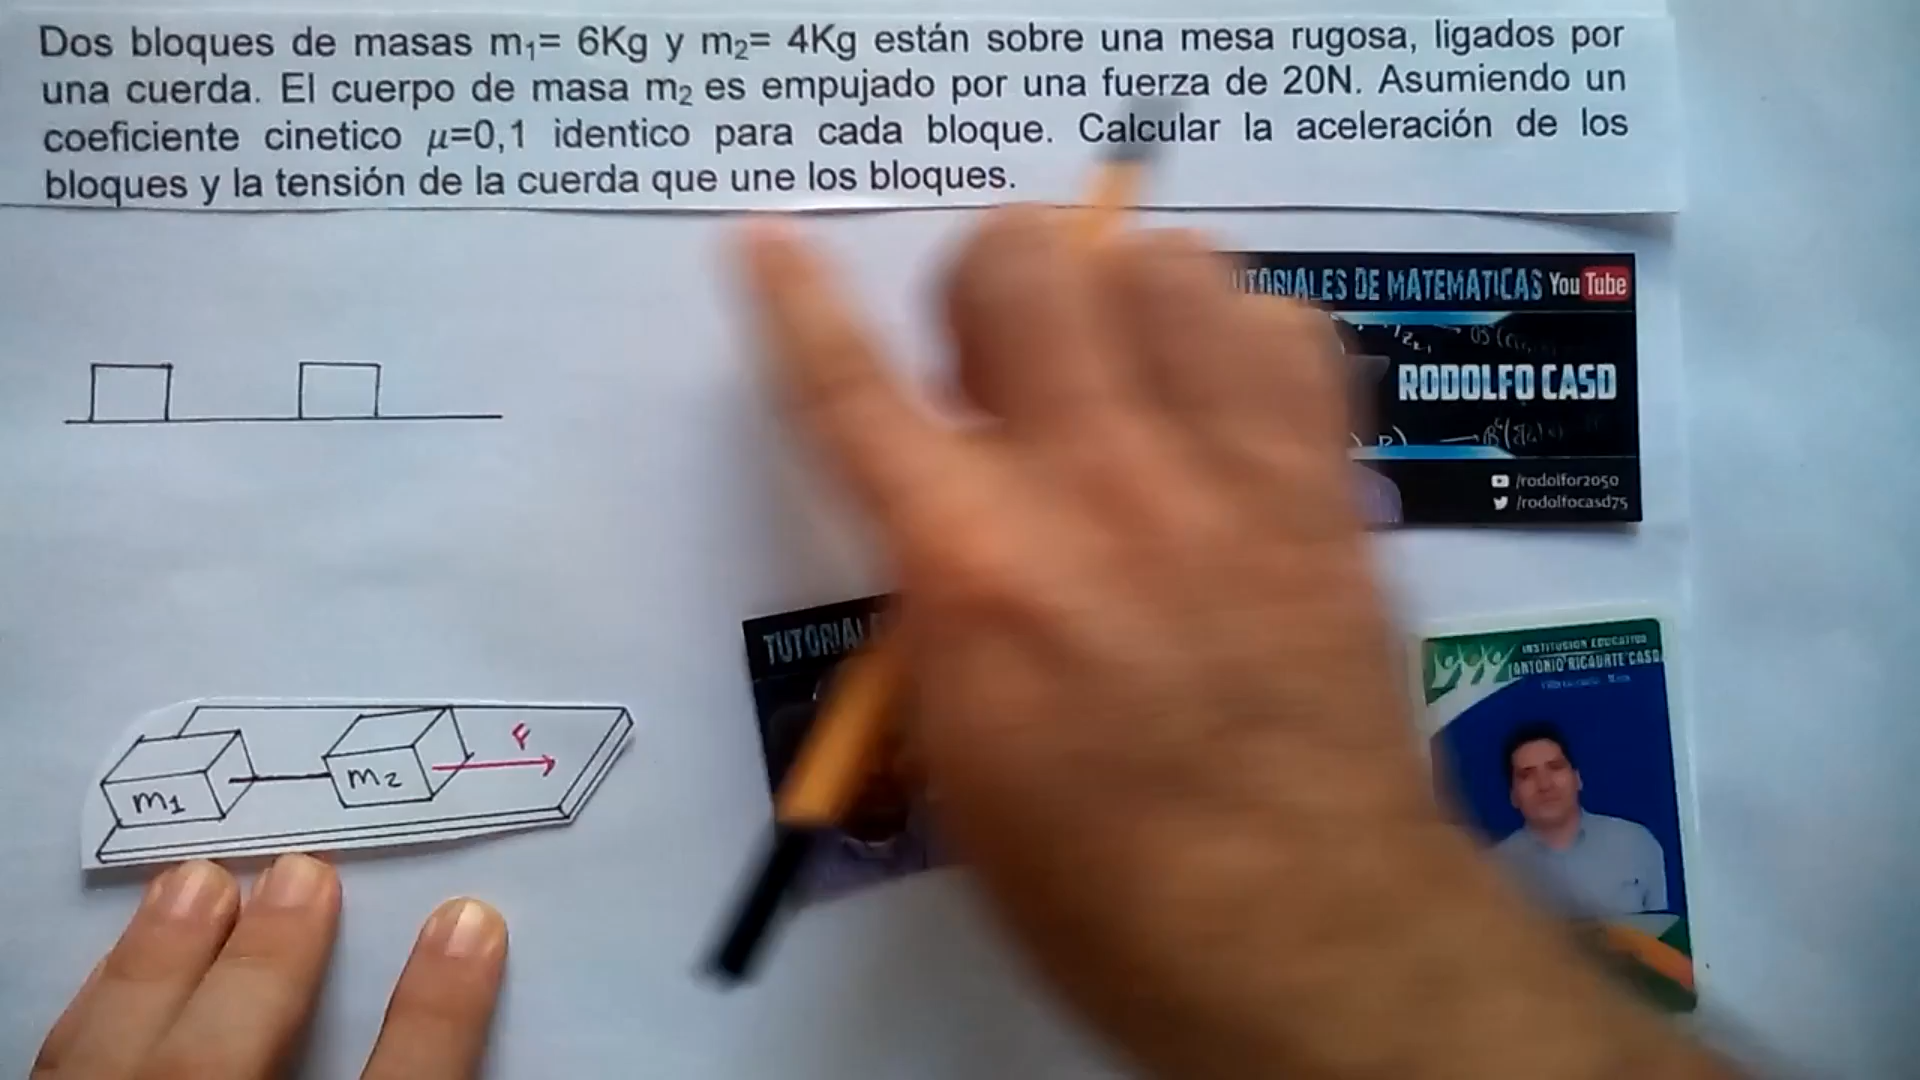 Dos bloques de masas m₁= 6Kg y m₂= 4Kg están sobre una mesa rugosa, ligados por
una cuerda. El cuerpo de masa m₂ es empujado por una fuerza de 20N. Asumiendo un
coeficiente cinetico μ=0,1 identico para cada bloque. Calcular la aceleración de los
bloques y la tensión de la cuerda que une los bloques.
DE MATEMATICAS YouTube
RODOLFO CASD
/rodolfor2050
/rodolfocasd75
INSTITUCION EDUCATIVA
ANTONIO RICAURTE CASD
F
m₂
m₁